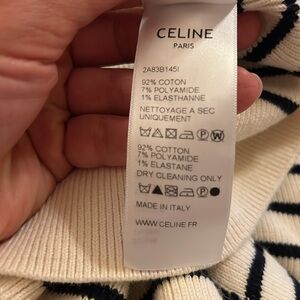 CELINE
PARIS
2A83B145I
92% COTTON
7% POLYAMIDE
1% ELASTHANNE
NETTOYAGE A SEC
UNIQUEMENT
92% COTTON
7% POLYAMIDE
1% ELASTANE
DRY CLEANING ONLY
MADE IN ITALY
WWW.CELINE.FR